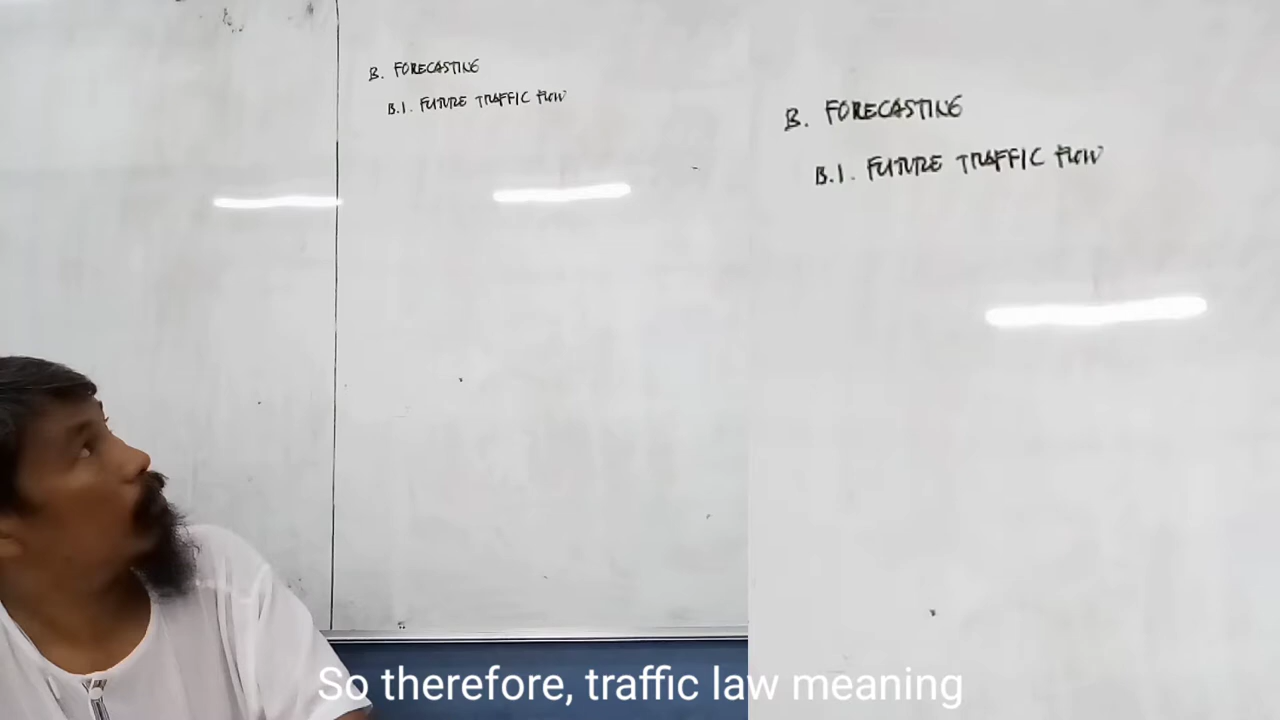 B. FORECASTING
B.1. FUTURE TRAFFIC FLOW
B. FORECASTING
B.1. FUTURE TRAFFIC FLOW
So therefore, traffic law meaning